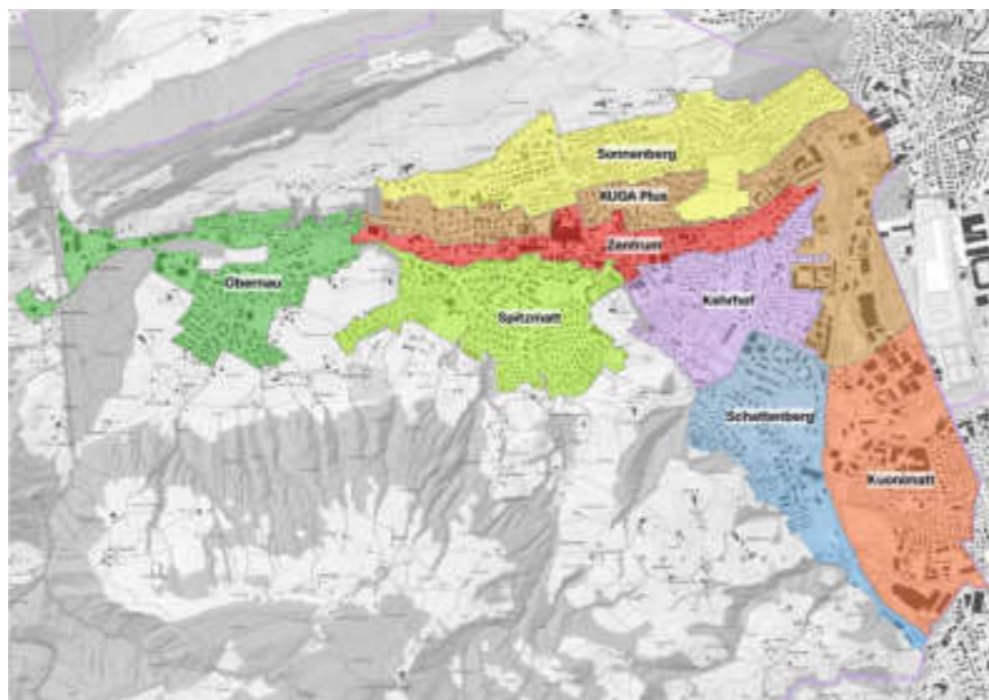 Sonnenberg
KUGA Plus
Zentrum
Obernau
Kehrhof
Spitzmatt
Schattenberg
Kuonimatt